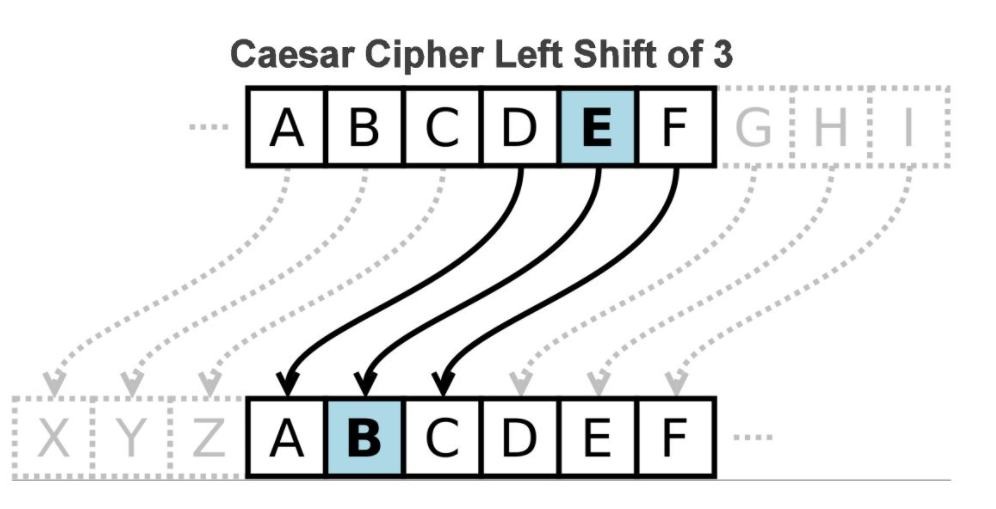 Caesar Cipher Left Shift of 3
A B C D E F G H I
X Y Z A B C D E F